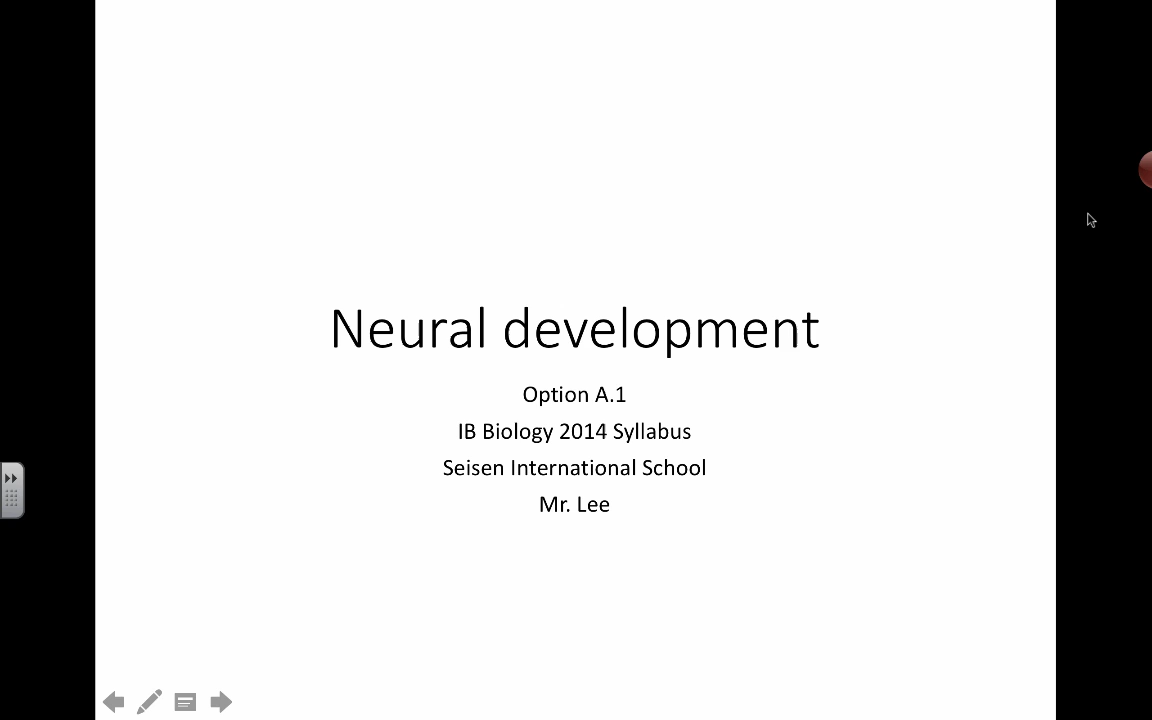 Neural development
Option A.1
IB Biology 2014 Syllabus
Seisen International School
Mr. Lee